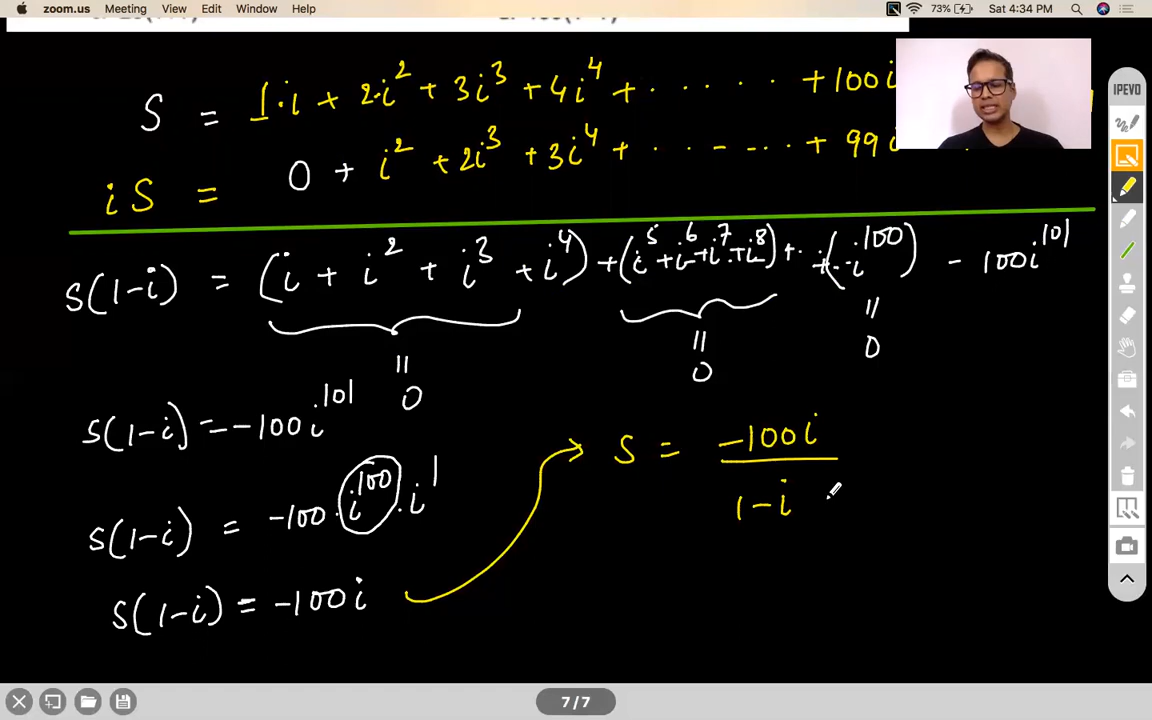 zoom.us Meeting View Edit Window Help 73% Sat 4:34 PM
IPEVO
S = 1·i + 2·i² + 3i³ + 4i⁴ + · · · · · + 100i
iS = 0 + i² + 2i³ + 3i⁴ + · · - - · · + 99i
S(1-i) = (i + i² + i³ + i⁴) + (i⁵ + i⁶ + i⁷ + i⁸) + · · + (· · i¹⁰⁰) - 100i¹⁰¹
= 0 = 0 = 0
S(1-i) = -100i¹⁰¹
S(1-i) = -100·i¹⁰⁰·i¹
S(1-i) = -100i
S = -100i
1-i
7/7